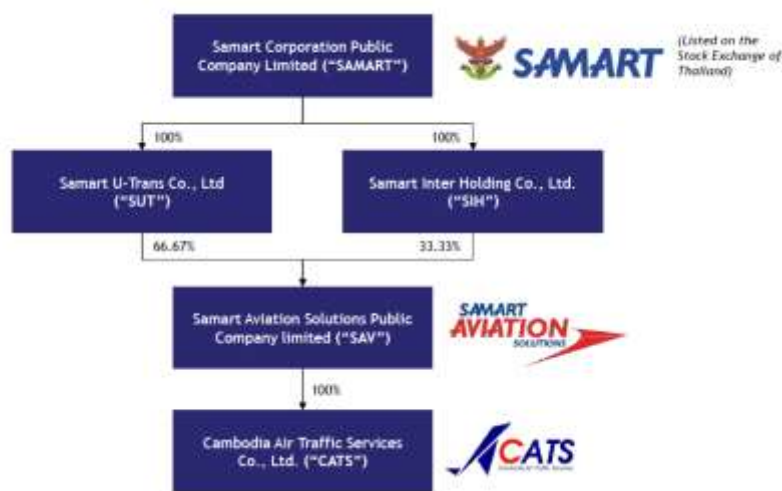 Samart Corporation Public
Company Limited ("SAMART")
SAMART
(Listed on the
Stock Exchange of
Thailand)
100%
100%
Samart U-Trans Co., Ltd
("SUT")
Samart Inter Holding Co., Ltd.
("SIH")
66.67%
33.33%
Samart Aviation Solutions Public
Company limited ("SAV")
SAMART
AVIATION
SOLUTIONS
100%
Cambodia Air Traffic Services
Co., Ltd. ("CATS")
CATS